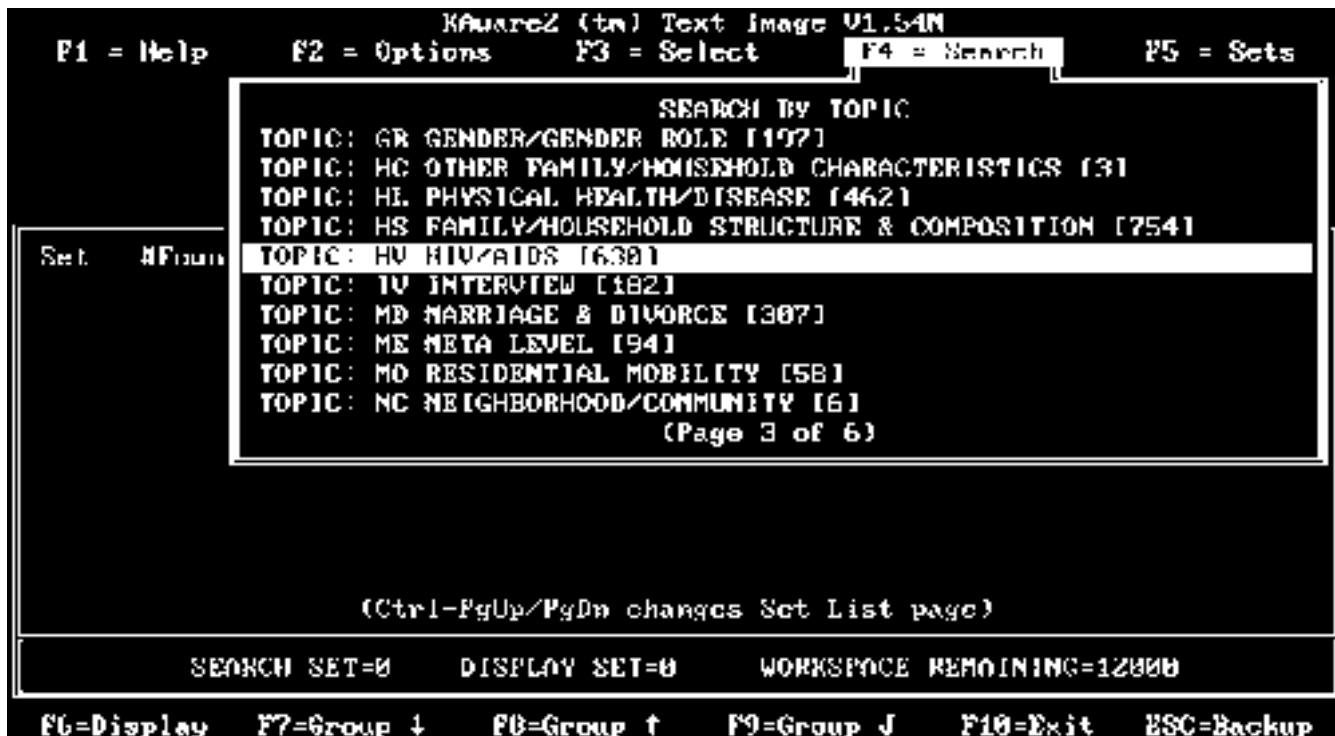 KAware2 (tm) Text Image V1.54M
F1 = Help F2 = Options F3 = Select F4 = Search F5 = Sets
SEARCH BY TOPIC
TOPIC: GR GENDER/GENDER ROLE [197]
TOPIC: HC OTHER FAMILY/HOUSEHOLD CHARACTERISTICS [3]
TOPIC: HL PHYSICAL HEALTH/DISEASE [462]
TOPIC: HS FAMILY/HOUSEHOLD STRUCTURE & COMPOSITION [754]
Set #Foun TOPIC: HV HIV/AIDS [630]
TOPIC: IV INTERVIEW [182]
TOPIC: MD MARRIAGE & DIVORCE [307]
TOPIC: ME META LEVEL [94]
TOPIC: MO RESIDENTIAL MOBILITY [58]
TOPIC: NC NEIGHBORHOOD/COMMUNITY [6]
(Page 3 of 6)
(Ctrl-PgUp/PgDn changes Set List page)
SEARCH SET=0 DISPLAY SET=0 WORKSPACE REMAINING=12000
F6=Display F7=Group ↓ F8=Group ↑ F9=Group J F10=Exit ESC=Backup